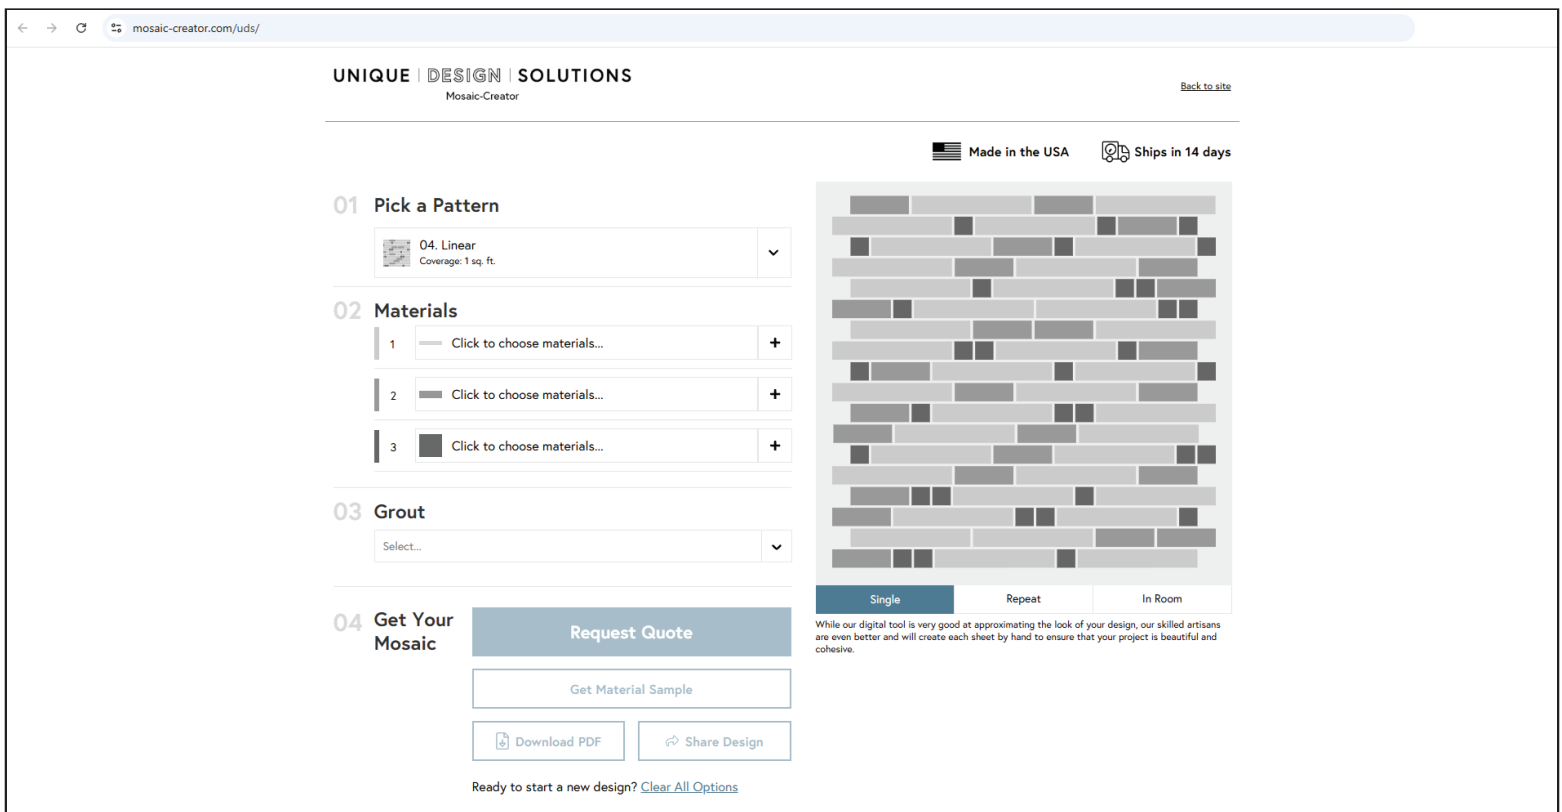 mosaic-creator.com/uds/
UNIQUE | DESIGN | SOLUTIONS
Mosaic-Creator
Back to site
Made in the USA
Ships in 14 days
01 Pick a Pattern
04. Linear
Coverage: 1 sq. ft.
02 Materials
1 Click to choose materials...
2 Click to choose materials...
3 Click to choose materials...
03 Grout
Select...
04 Get Your
Mosaic
Request Quote
Get Material Sample
Download PDF
Share Design
Ready to start a new design? Clear All Options
Single
Repeat
In Room
While our digital tool is very good at approximating the look of your design, our skilled artisans
are even better and will create each sheet by hand to ensure that your project is beautiful and
cohesive.